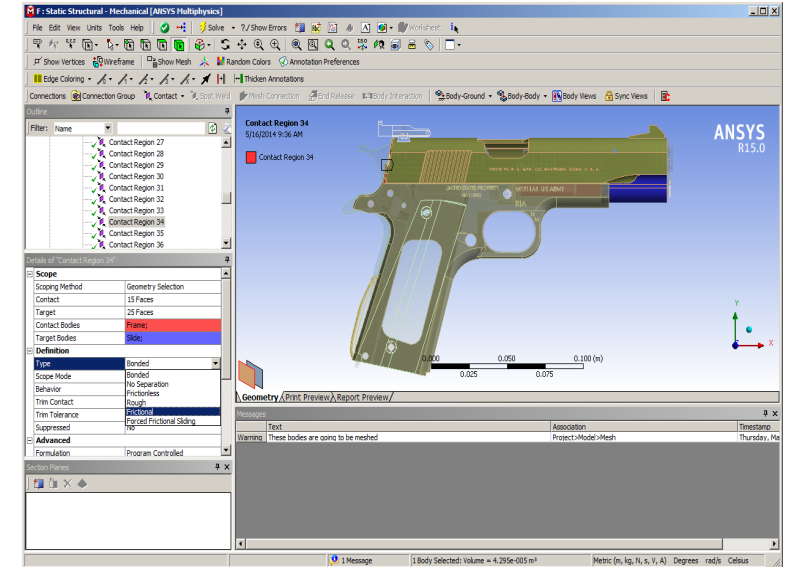 F : Static Structural - Mechanical [ANSYS Multiphysics]
File Edit View Units Tools Help Solve ?/Show Errors Worksheet
Show Vertices Wireframe Show Mesh Random Colors Annotation Preferences
Edge Coloring Thicken Annotations
Connections Connection Group Contact Spot Weld Mesh Connection End Release Body Interaction Body-Ground Body-Body Body Views Sync Views
Outline
Filter: Name
Contact Region 27
Contact Region 28
Contact Region 29
Contact Region 30
Contact Region 31
Contact Region 32
Contact Region 33
Contact Region 34
Contact Region 35
Contact Region 36
Details of "Contact Region 34"
Scope
Scoping Method Geometry Selection
Contact 15 Faces
Target 25 Faces
Contact Bodies Frame;
Target Bodies Slide;
Definition
Type Bonded
Scope Mode Bonded
Behavior No Separation
Trim Contact Frictionless
Trim Tolerance Rough
Suppressed Frictional
Forced Frictional Sliding
No
Advanced
Formulation Program Controlled
Section Planes
Contact Region 34
5/16/2014 9:36 AM
Contact Region 34
ANSYS
R15.0
UNITED STATES PROPERTY
M1911A1 US ARMY
RIA
Y
X
0.000 0.050 0.100 (m)
0.025 0.075
Geometry Print Preview Report Preview
Messages
Text Association Timestamp
Warning These bodies are going to be meshed Project>Model>Mesh Thursday, Ma
1 Message 1 Body Selected: Volume = 4.295e-005 m³ Metric (m, kg, N, s, V, A) Degrees rad/s Celsius